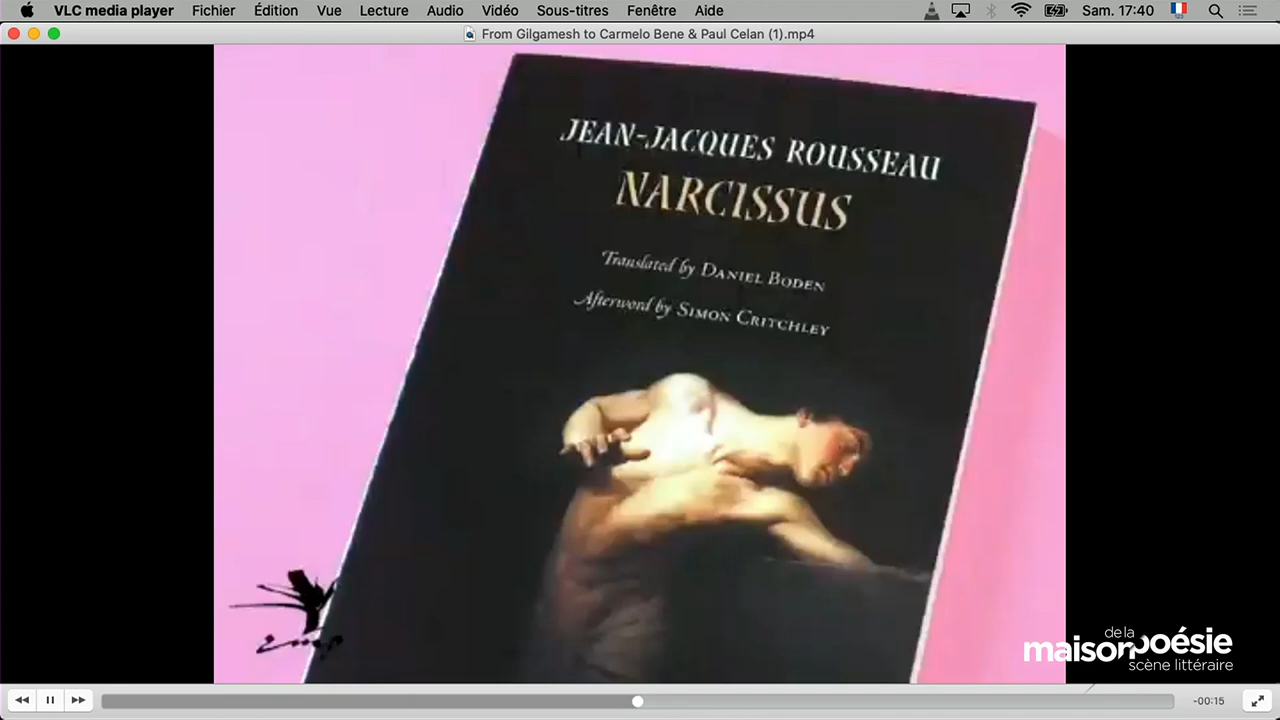 VLC media player Fichier Édition Vue Lecture Audio Vidéo Sous-titres Fenêtre Aide Sam. 17:40
From Gilgamesh to Carmelo Bene & Paul Celan (1).mp4
JEAN-JACQUES ROUSSEAU
NARCISSUS
Translated by DANIEL BODEN
Afterword by SIMON CRITCHLEY
de la
maison poésie
scène littéraire
-00:15